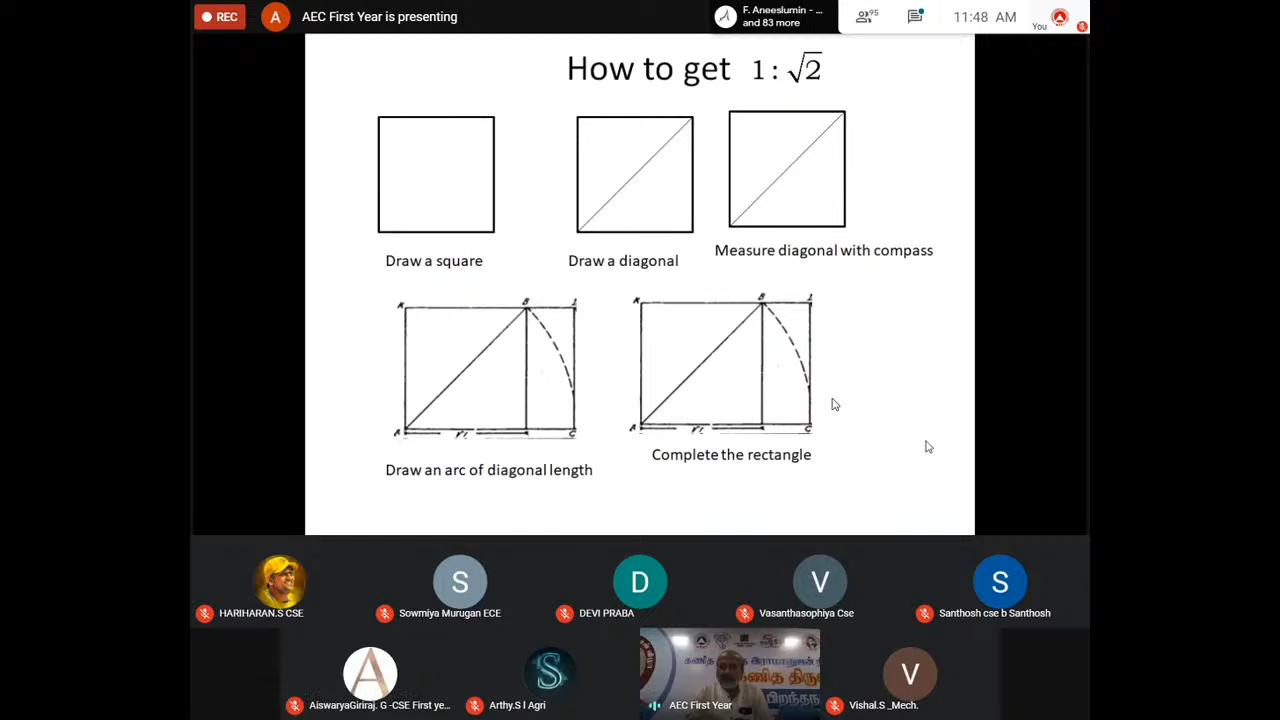 REC
A
AEC First Year is presenting
F. Aneeslumin - ...
and 83 more
95
11:48 AM
You
How to get 1 : √2
Draw a square
Draw a diagonal
Measure diagonal with compass
K B I
A C
K B I
A C
Draw an arc of diagonal length
Complete the rectangle
S
D
V
S
HARIHARAN.S CSE
Sowmiya Murugan ECE
DEVI PRABA
Vasanthasophiya Cse
Santhosh cse b Santhosh
A
S
V
AiswaryaGiriraj. G -CSE First ye...
Arthy.S I Agri
AEC First Year
Vishal.S _Mech.